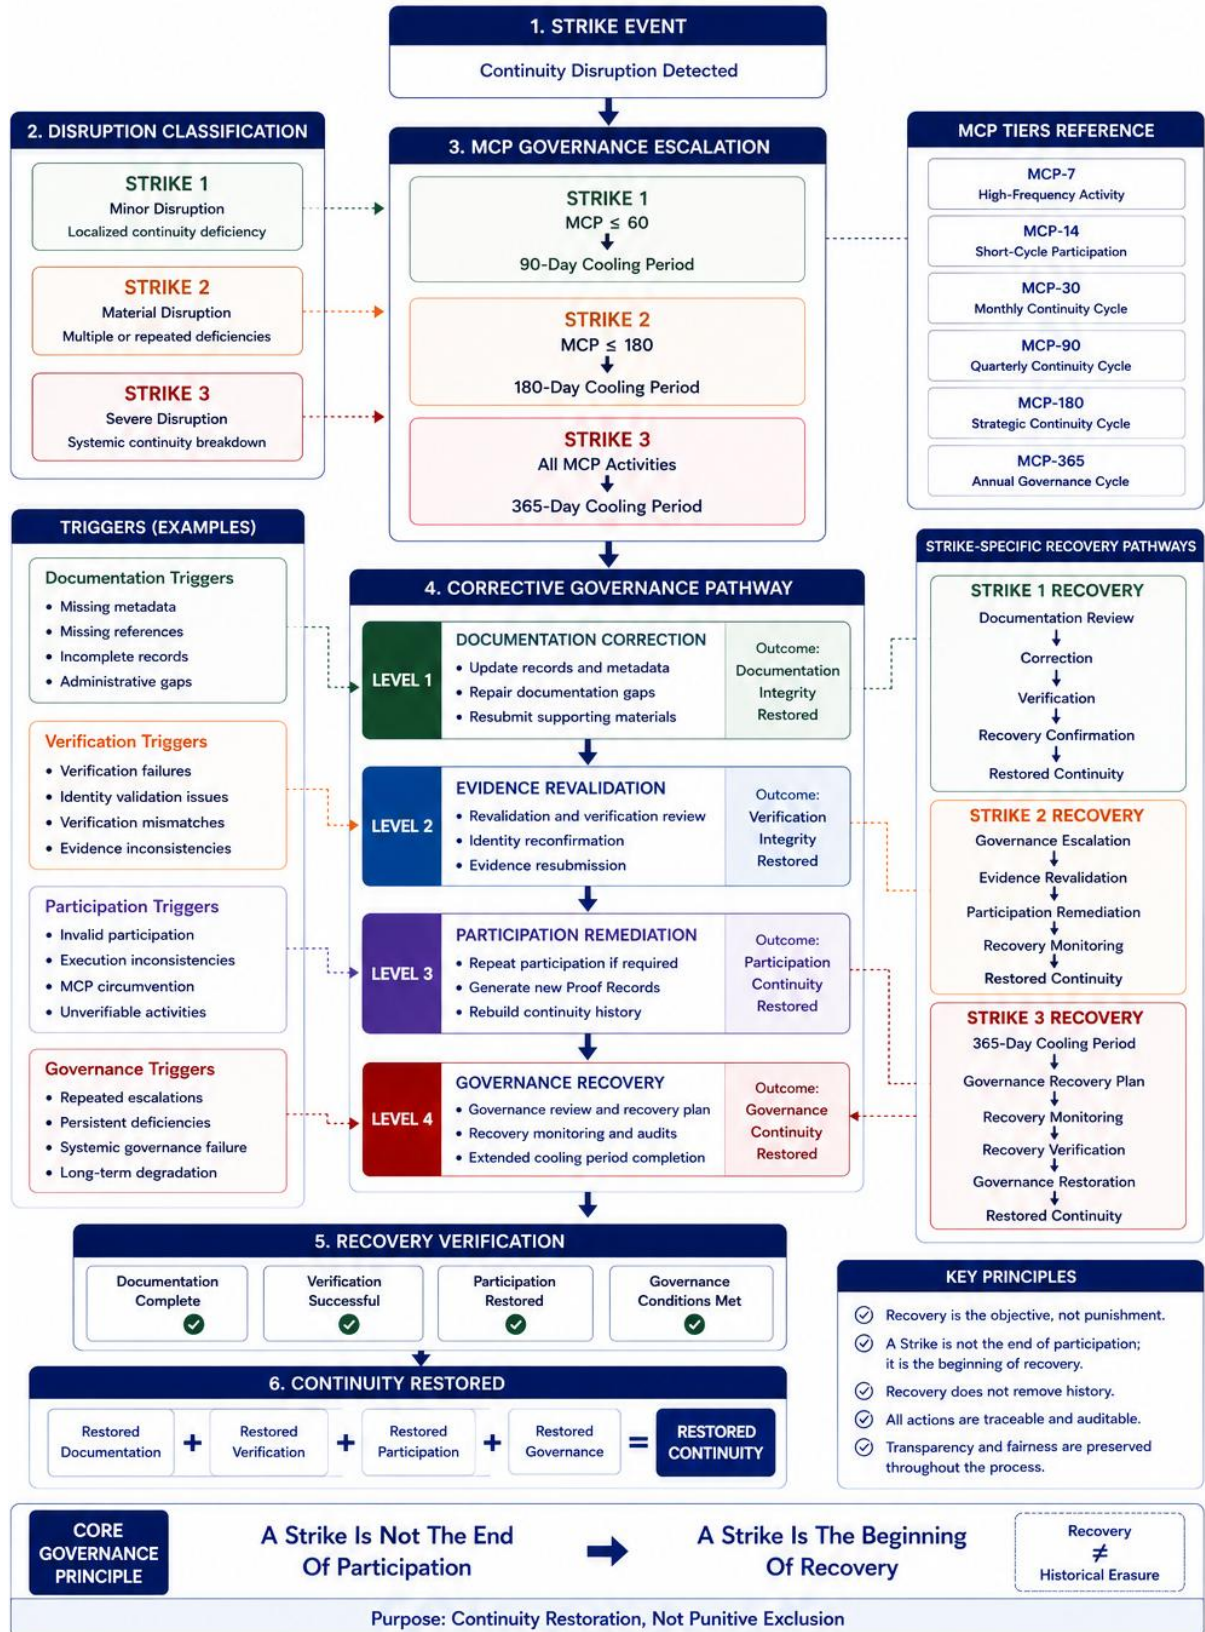 1. STRIKE EVENT
Continuity Disruption Detected
2. DISRUPTION CLASSIFICATION
STRIKE 1
Minor Disruption
Localized continuity deficiency
STRIKE 2
Material Disruption
Multiple or repeated deficiencies
STRIKE 3
Severe Disruption
Systemic continuity breakdown
3. MCP GOVERNANCE ESCALATION
STRIKE 1
MCP ≤ 60
90-Day Cooling Period
STRIKE 2
MCP ≤ 180
180-Day Cooling Period
STRIKE 3
All MCP Activities
365-Day Cooling Period
MCP TIERS REFERENCE
MCP-7
High-Frequency Activity
MCP-14
Short-Cycle Participation
MCP-30
Monthly Continuity Cycle
MCP-90
Quarterly Continuity Cycle
MCP-180
Strategic Continuity Cycle
MCP-365
Annual Governance Cycle
TRIGGERS (EXAMPLES)
Documentation Triggers
• Missing metadata
• Missing references
• Incomplete records
• Administrative gaps
Verification Triggers
• Verification failures
• Identity validation issues
• Verification mismatches
• Evidence inconsistencies
Participation Triggers
• Invalid participation
• Execution inconsistencies
• MCP circumvention
• Unverifiable activities
Governance Triggers
• Repeated escalations
• Persistent deficiencies
• Systemic governance failure
• Long-term degradation
4. CORRECTIVE GOVERNANCE PATHWAY
LEVEL 1
DOCUMENTATION CORRECTION
• Update records and metadata
• Repair documentation gaps
• Resubmit supporting materials
Outcome:
Documentation
Integrity
Restored
LEVEL 2
EVIDENCE REVALIDATION
• Revalidation and verification review
• Identity reconfirmation
• Evidence resubmission
Outcome:
Verification
Integrity
Restored
LEVEL 3
PARTICIPATION REMEDIATION
• Repeat participation if required
• Generate new Proof Records
• Rebuild continuity history
Outcome:
Participation
Continuity
Restored
LEVEL 4
GOVERNANCE RECOVERY
• Governance review and recovery plan
• Recovery monitoring and audits
• Extended cooling period completion
Outcome:
Governance
Continuity
Restored
STRIKE-SPECIFIC RECOVERY PATHWAYS
STRIKE 1 RECOVERY
Documentation Review
Correction
Verification
Recovery Confirmation
Restored Continuity
STRIKE 2 RECOVERY
Governance Escalation
Evidence Revalidation
Participation Remediation
Recovery Monitoring
Restored Continuity
STRIKE 3 RECOVERY
365-Day Cooling Period
Governance Recovery Plan
Recovery Monitoring
Recovery Verification
Governance Restoration
Restored Continuity
5. RECOVERY VERIFICATION
Documentation
Complete
Verification
Successful
Participation
Restored
Governance
Conditions Met
6. CONTINUITY RESTORED
Restored
Documentation
+
Restored
Verification
+
Restored
Participation
+
Restored
Governance
=
RESTORED
CONTINUITY
KEY PRINCIPLES
Recovery is the objective, not punishment.
A Strike is not the end of participation;
it is the beginning of recovery.
Recovery does not remove history.
All actions are traceable and auditable.
Transparency and fairness are preserved
throughout the process.
CORE
GOVERNANCE
PRINCIPLE
A Strike Is Not The End
Of Participation
A Strike Is The Beginning
Of Recovery
Recovery
≠
Historical Erasure
Purpose: Continuity Restoration, Not Punitive Exclusion